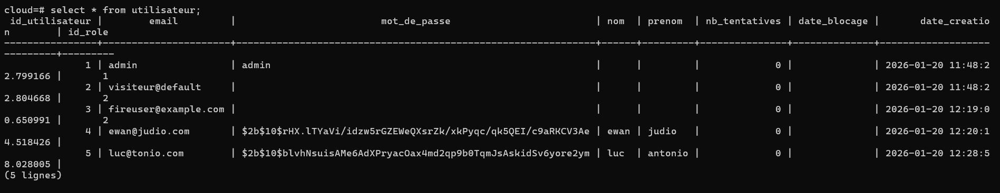 cloud=# select * from utilisateur;
 id_utilisateur |        email         |                         mot_de_passe                         | nom  | prenom  | nb_tentatives | date_blocage |       date_creatio
n        | id_role
----------------+----------------------+--------------------------------------------------------------+------+---------+---------------+--------------+-------------------
---------+---------
              1 | admin                | admin                                                        |      |         |             0 |              | 2026-01-20 11:48:2
2.799166 |       1
              2 | visiteur@default     |                                                              |      |         |             0 |              | 2026-01-20 11:48:2
2.804668 |       2
              3 | fireuser@example.com |                                                              |      |         |             0 |              | 2026-01-20 12:19:0
0.650991 |       2
              4 | ewan@judio.com       | $2b$10$rHX.lTYaVi/idzw5rGZEWeQXsrZk/xkPyqc/qk5QEI/c9aRKCV3Ae | ewan | judio   |             0 |              | 2026-01-20 12:20:1
4.518426 |
              5 | luc@tonio.com        | $2b$10$blvhNsuisAMe6AdXPryacOax4md2qp9b0TqmJsAskidSv6yore2ym | luc  | antonio |             0 |              | 2026-01-20 12:28:5
8.028005 |
(5 lignes)